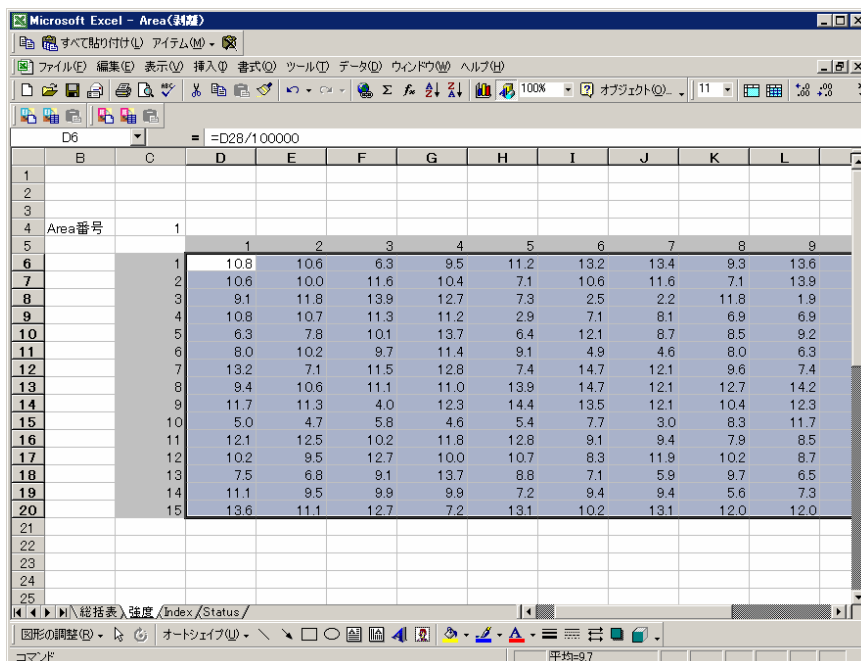 Microsoft Excel - Area(剥離)
すべて貼り付け(L) アイテム(M)
ファイル(F) 編集(E) 表示(V) 挿入(I) 書式(O) ツール(T) データ(D) ウィンドウ(W) ヘルプ(H)
100% オブジェクト(O)... 11
D6 = =D28/100000
B C D E F G H I J K L
1
2
3
4 Area番号 1
5 1 2 3 4 5 6 7 8 9
6 1 10.8 10.6 6.3 9.5 11.2 13.2 13.4 9.3 13.6
7 2 10.6 10.0 11.6 10.4 7.1 10.6 11.6 7.1 13.9
8 3 9.1 11.8 13.9 12.7 7.3 2.5 2.2 11.8 1.9
9 4 10.8 10.7 11.3 11.2 2.9 7.1 8.1 6.9 6.9
10 5 6.3 7.8 10.1 13.7 6.4 12.1 8.7 8.5 9.2
11 6 8.0 10.2 9.7 11.4 9.1 4.9 4.6 8.0 6.3
12 7 13.2 7.1 11.5 12.8 7.4 14.7 12.1 9.6 7.4
13 8 9.4 10.6 11.1 11.0 13.9 14.7 12.1 12.7 14.2
14 9 11.7 11.3 4.0 12.3 14.4 13.5 12.1 10.4 12.3
15 10 5.0 4.7 5.8 4.6 5.4 7.7 3.0 8.3 11.7
16 11 12.1 12.5 10.2 11.8 12.8 9.1 9.4 7.9 8.5
17 12 10.2 9.5 12.7 10.0 10.7 8.3 11.9 10.2 8.7
18 13 7.5 6.8 9.1 13.7 8.8 7.1 5.9 9.7 6.5
19 14 11.1 9.5 9.9 9.9 7.2 9.4 9.4 5.6 7.3
20 15 13.6 11.1 12.7 7.2 13.1 10.2 13.1 12.0 12.0
21
22
23
24
25
総括表 強度 Index Status
図形の調整(R) オートシェイプ(U)
コマンド 平均=9.7